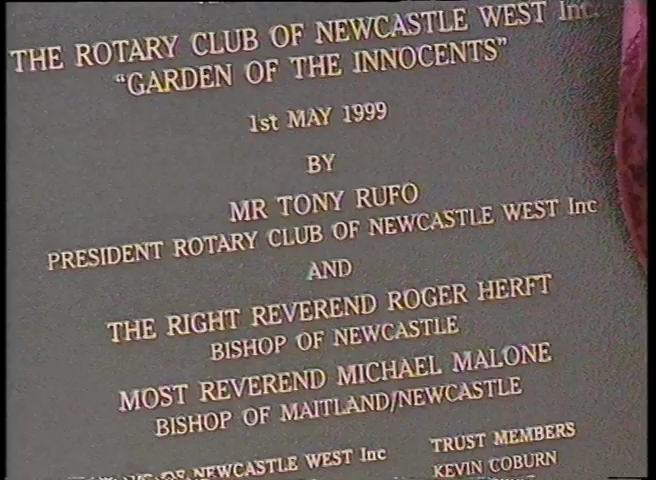 THE ROTARY CLUB OF NEWCASTLE WEST Inc.
"GARDEN OF THE INNOCENTS"
1st MAY 1999
BY
MR TONY RUFO
PRESIDENT ROTARY CLUB OF NEWCASTLE WEST Inc
AND
THE RIGHT REVEREND ROGER HERFT
BISHOP OF NEWCASTLE
MOST REVEREND MICHAEL MALONE
BISHOP OF MAITLAND/NEWCASTLE
OF NEWCASTLE WEST Inc
TRUST MEMBERS
KEVIN COBURN